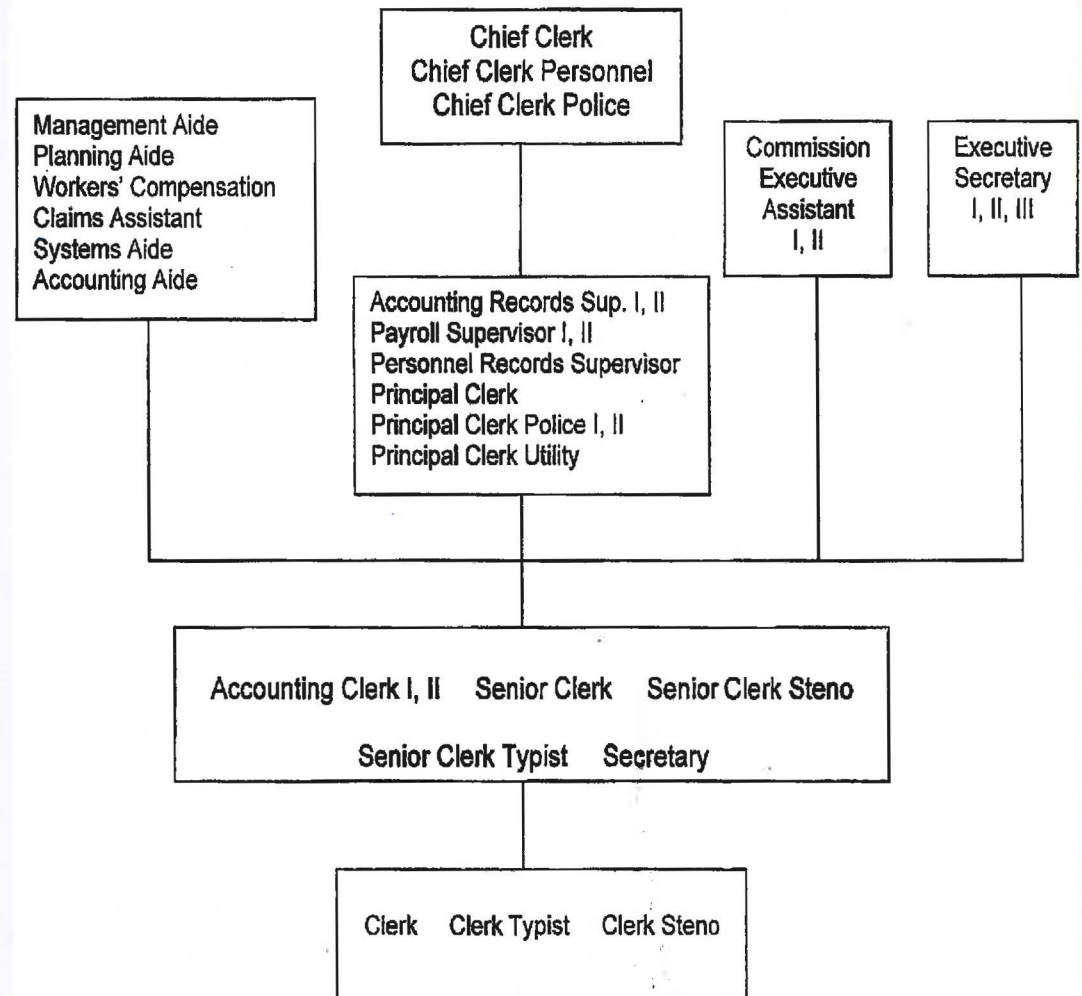 Chief Clerk
Chief Clerk Personnel
Chief Clerk Police
Management Aide
Planning Aide
Workers' Compensation
Claims Assistant
Systems Aide
Accounting Aide
Commission
Executive
Assistant
I, II
Executive
Secretary
I, II, III
Accounting Records Sup. I, II
Payroll Supervisor I, II
Personnel Records Supervisor
Principal Clerk
Principal Clerk Police I, II
Principal Clerk Utility
Accounting Clerk I, II Senior Clerk Senior Clerk Steno
Senior Clerk Typist Secretary
Clerk Clerk Typist Clerk Steno